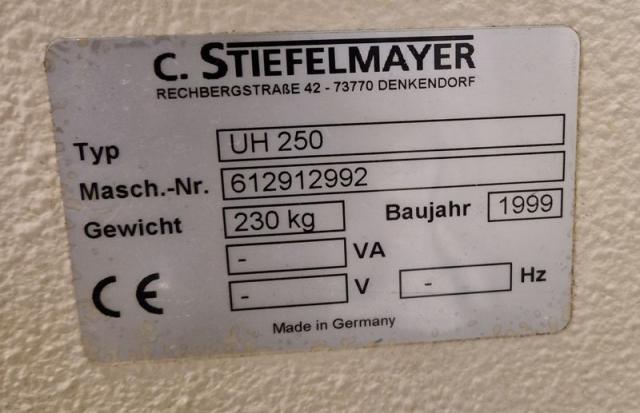 C. STIEFELMAYER
RECHBERGSTRAßE 42 - 73770 DENKENDORF
Typ UH 250
Masch.-Nr. 612912992
Gewicht 230 kg Baujahr 1999
- VA
CE - V - Hz
Made in Germany